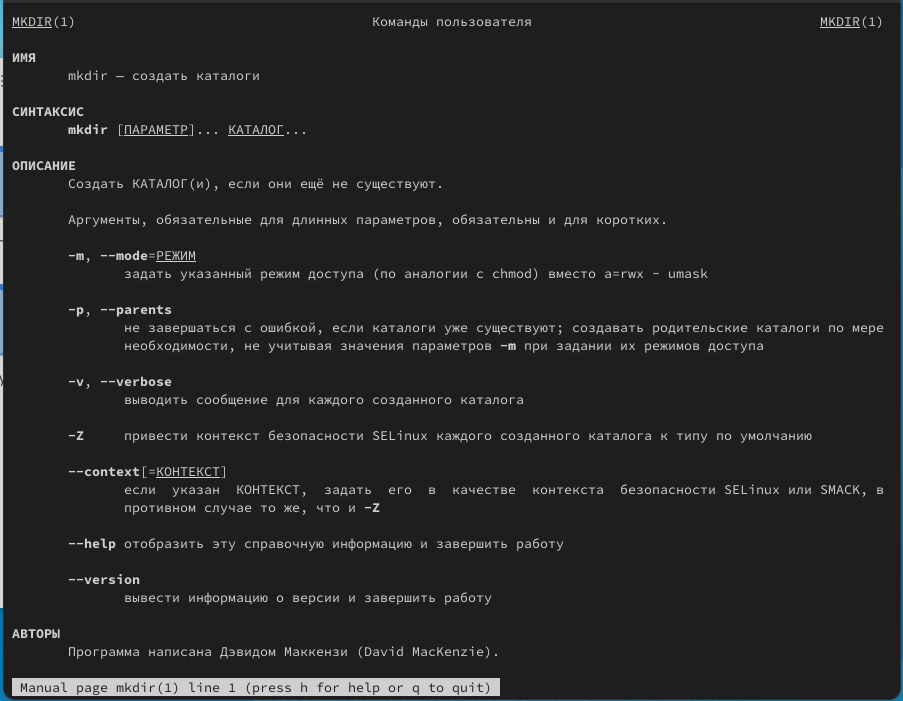 MKDIR(1) Команды пользователя MKDIR(1)
ИМЯ
mkdir — создать каталоги
СИНТАКСИС
mkdir [ПАРАМЕТР]... КАТАЛОГ...
ОПИСАНИЕ
Создать КАТАЛОГ(и), если они ещё не существуют.
Аргументы, обязательные для длинных параметров, обязательны и для коротких.
-m, --mode=РЕЖИМ
задать указанный режим доступа (по аналогии с chmod) вместо a=rwx - umask
-p, --parents
не завершаться с ошибкой, если каталоги уже существуют; создавать родительские каталоги по мере
необходимости, не учитывая значения параметров -m при задании их режимов доступа
-v, --verbose
выводить сообщение для каждого созданного каталога
-Z привести контекст безопасности SELinux каждого созданного каталога к типу по умолчанию
--context[=КОНТЕКСТ]
если указан КОНТЕКСТ, задать его в качестве контекста безопасности SELinux или SMACK, в
противном случае то же, что и -Z
--help отобразить эту справочную информацию и завершить работу
--version
вывести информацию о версии и завершить работу
АВТОРЫ
Программа написана Дэвидом Маккензи (David MacKenzie).
Manual page mkdir(1) line 1 (press h for help or q to quit)